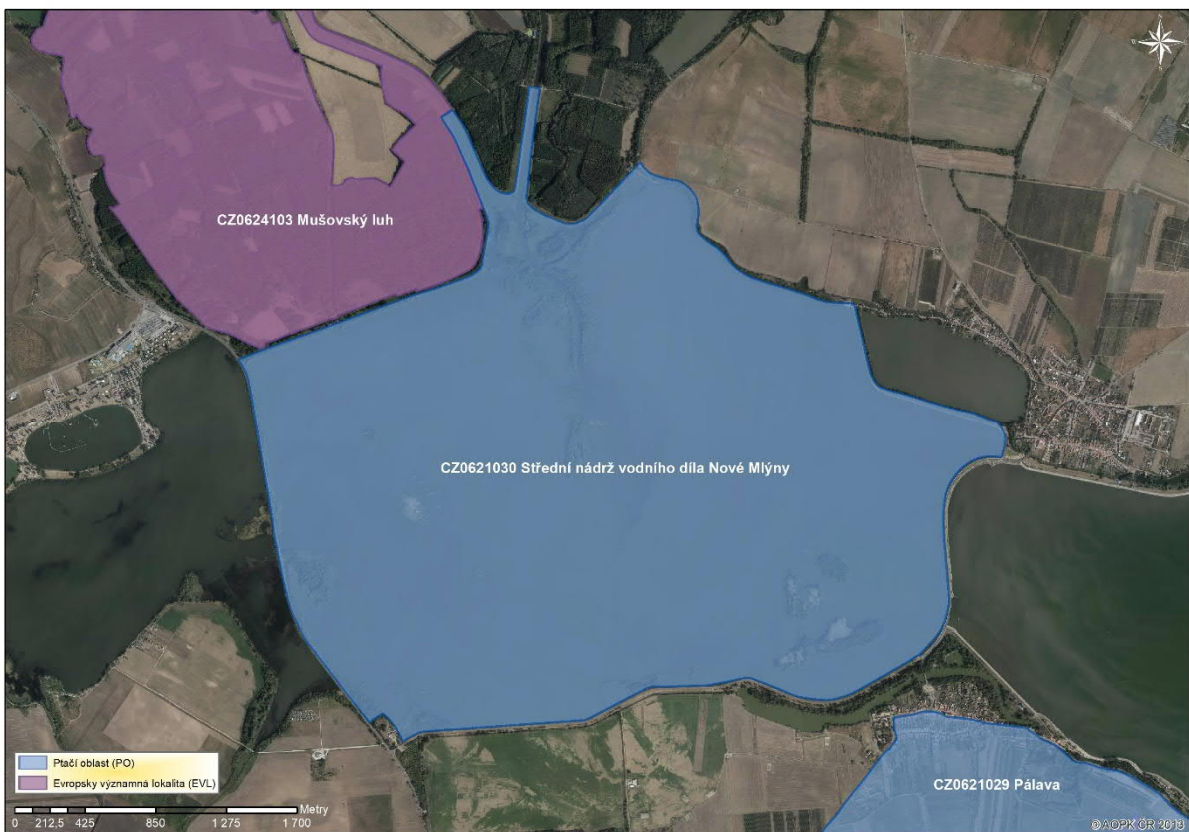 CZ0624103 Mušovský luh
CZ0621030 Střední nádrž vodního díla Nové Mlýny
CZ0621029 Pálava
Ptačí oblast (PO)
Evropsky významná lokalita (EVL)
Metry
0 212,5 425 850 1 275 1 700
©AOPK ČR 2013